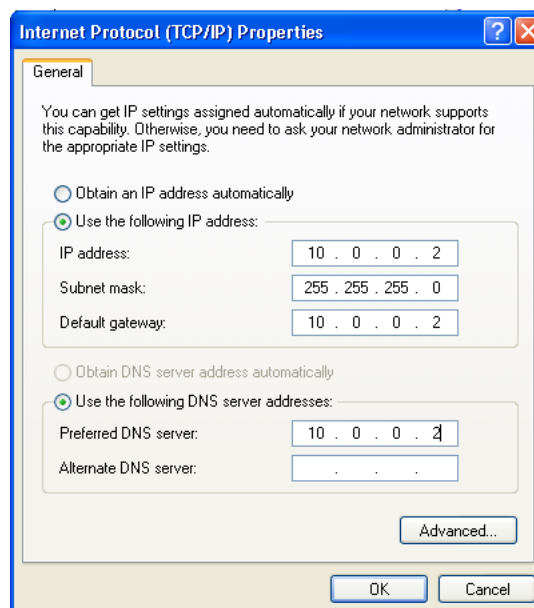 Internet Protocol (TCP/IP) Properties
General
You can get IP settings assigned automatically if your network supports
this capability. Otherwise, you need to ask your network administrator for
the appropriate IP settings.
Obtain an IP address automatically
Use the following IP address:
IP address: 10 . 0 . 0 . 2
Subnet mask: 255 . 255 . 255 . 0
Default gateway: 10 . 0 . 0 . 2
Obtain DNS server address automatically
Use the following DNS server addresses:
Preferred DNS server: 10 . 0 . 0 . 2
Alternate DNS server: . . .
Advanced...
OK Cancel